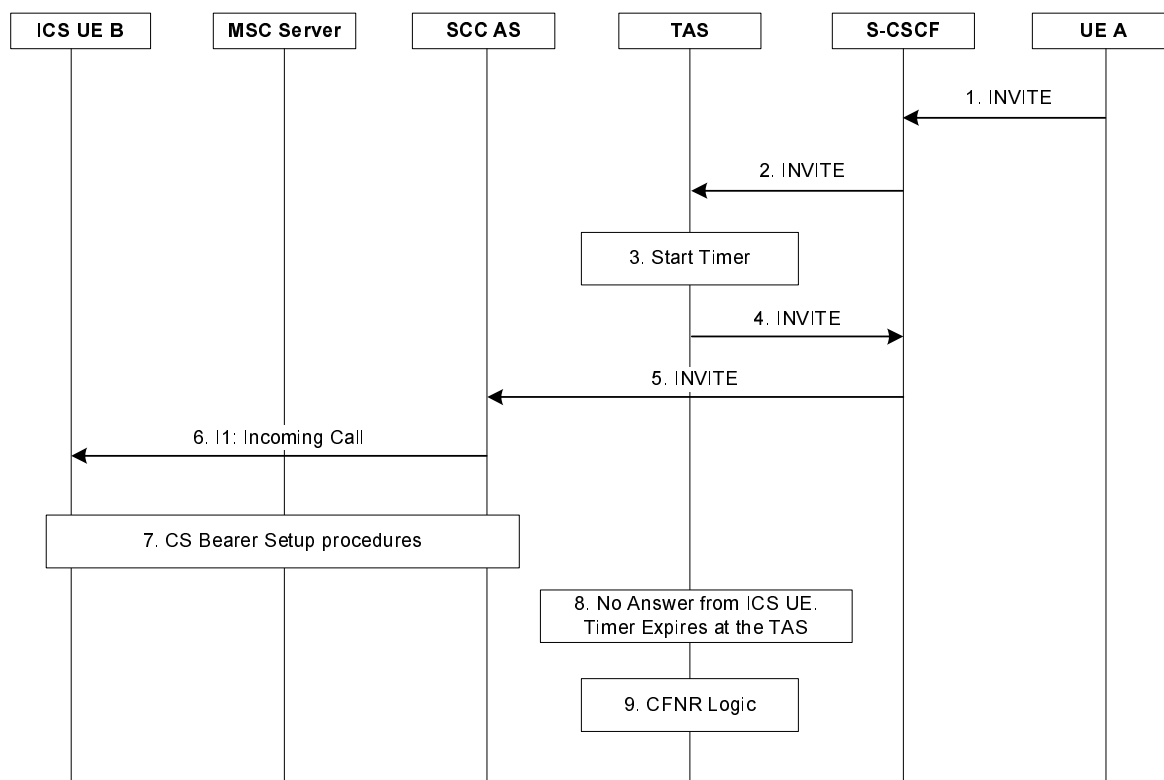 ICS UE B
MSC Server
SCC AS
TAS
S-CSCF
UE A
1. INVITE
2. INVITE
3. Start Timer
4. INVITE
5. INVITE
6. I1: Incoming Call
7. CS Bearer Setup procedures
8. No Answer from ICS UE.
Timer Expires at the TAS
9. CFNR Logic